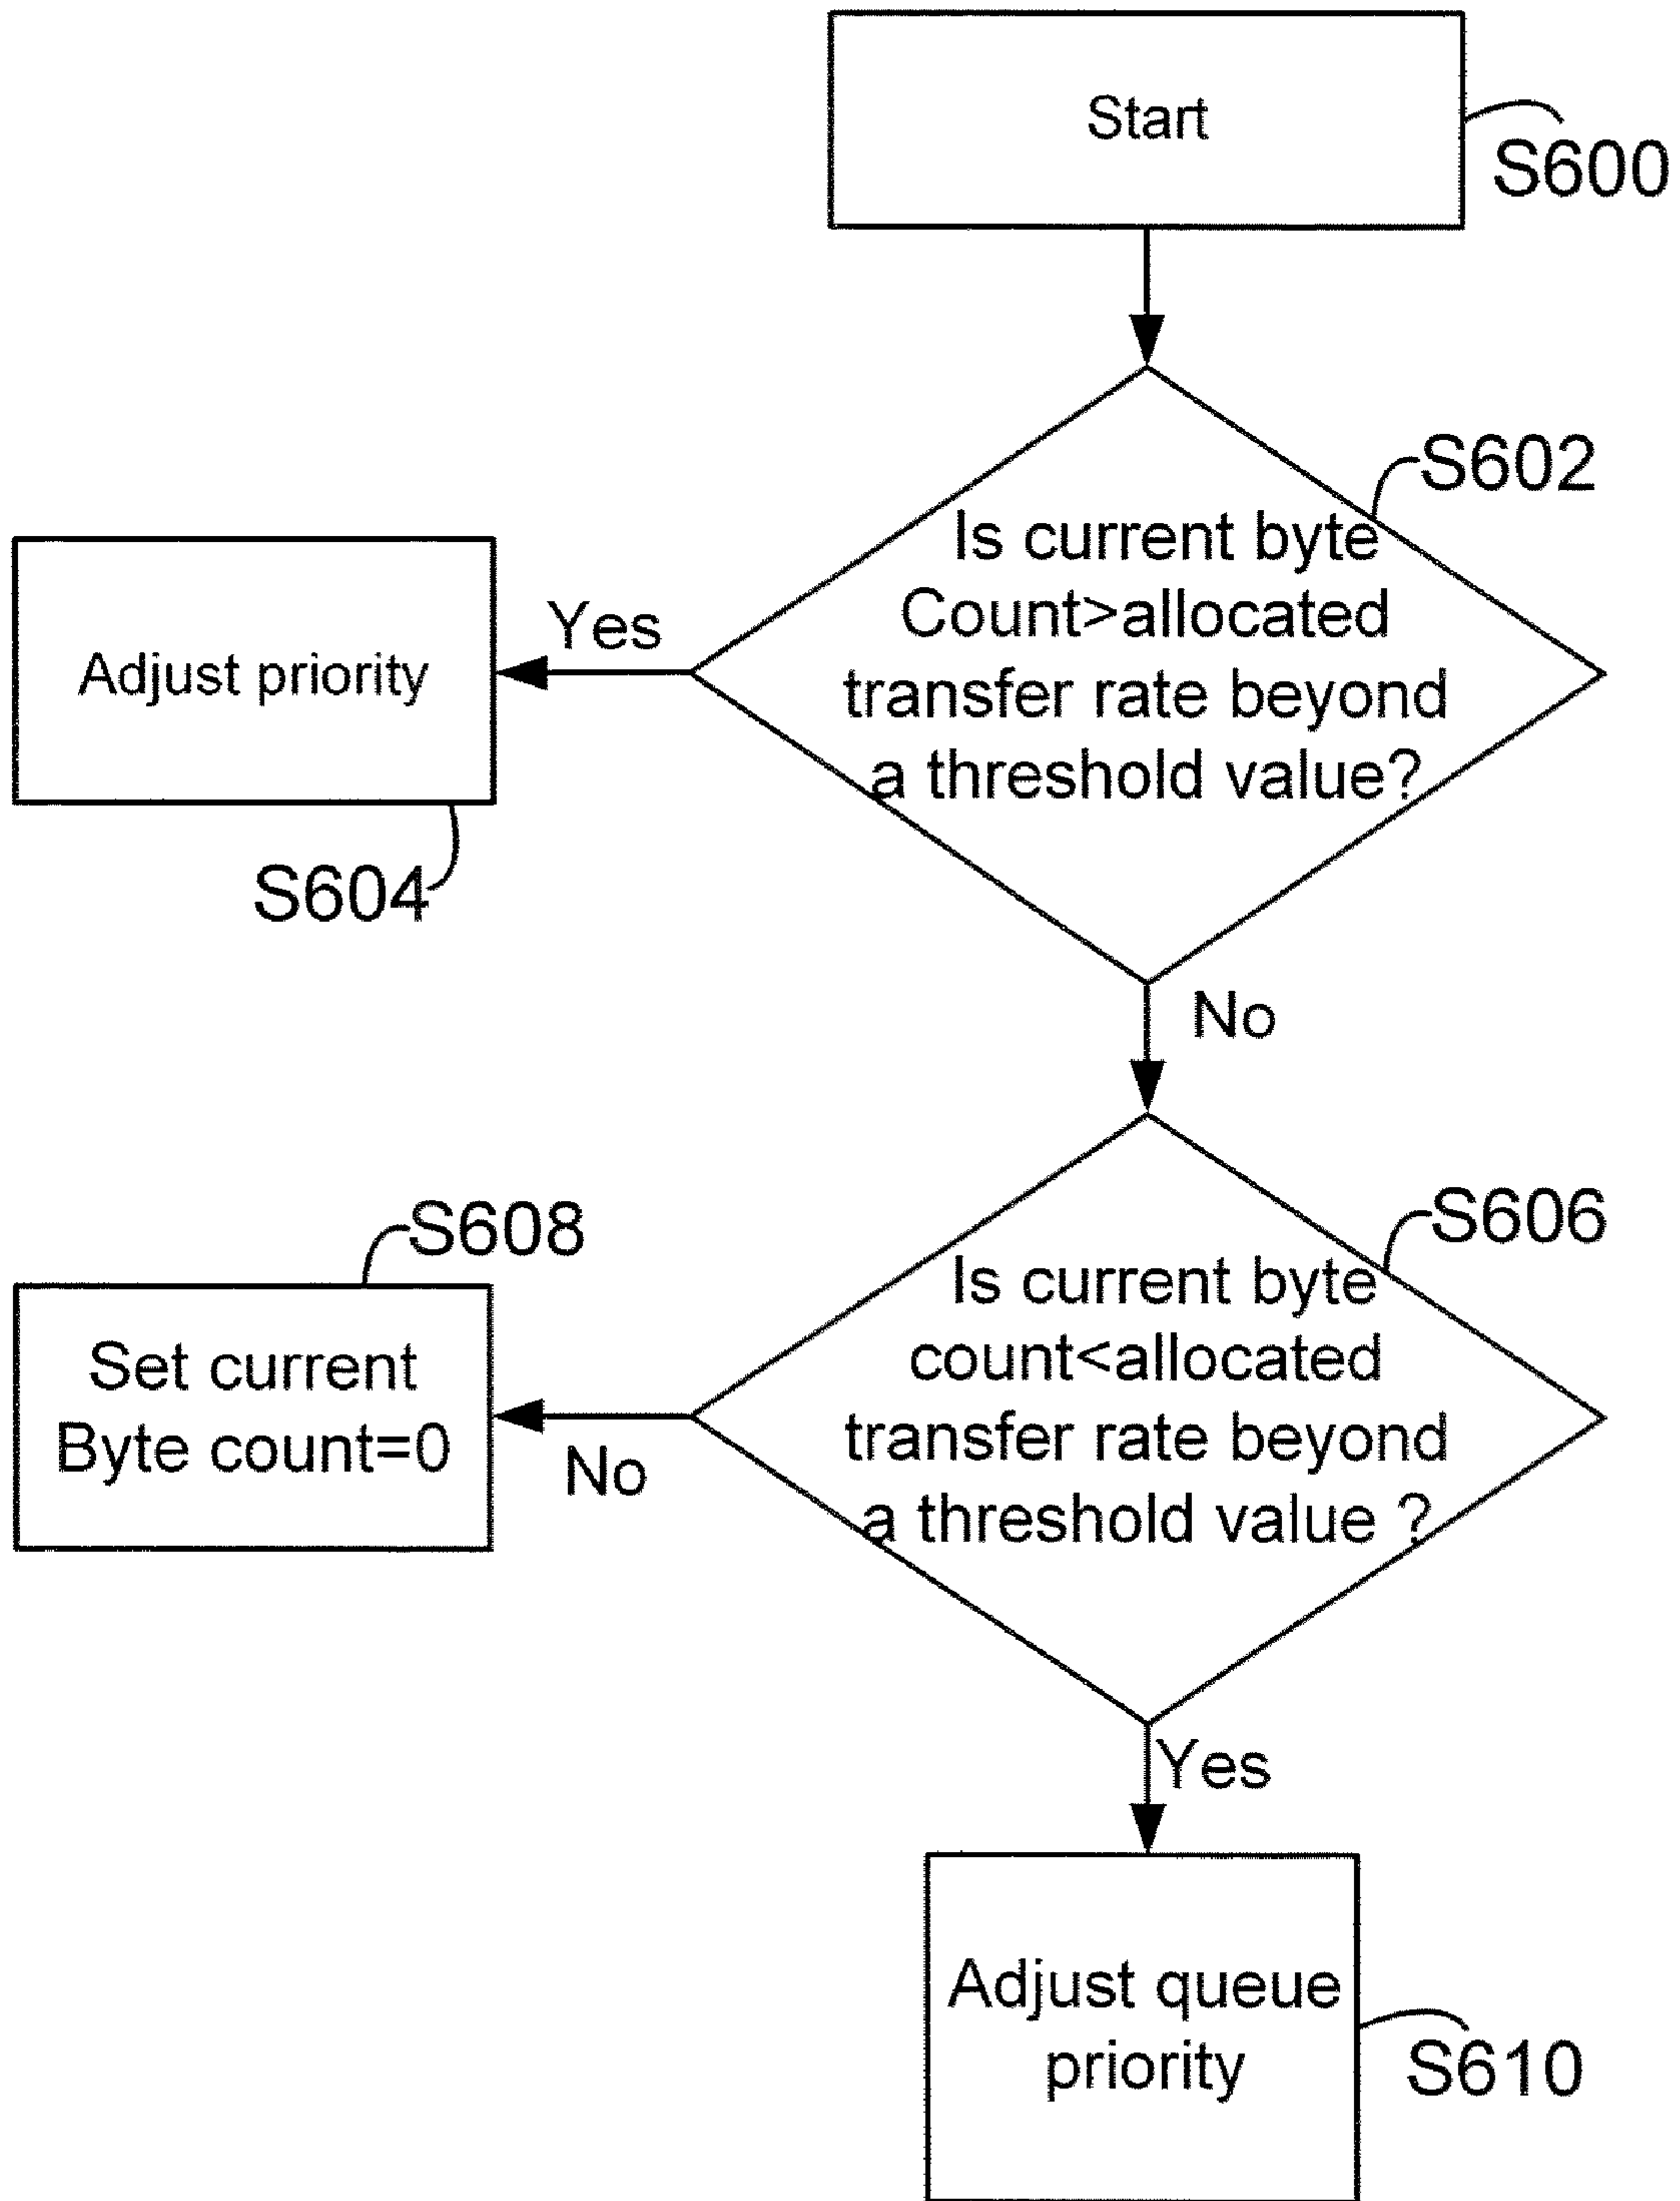 Start
S600
S602
Is current byte
Count>allocated
transfer rate beyond
a threshold value?
Yes
Adjust priority
S604
No
S606
Is current byte
count<allocated
transfer rate beyond
a threshold value ?
S608
Set current
Byte count=0
No
Yes
Adjust queue
priority
S610